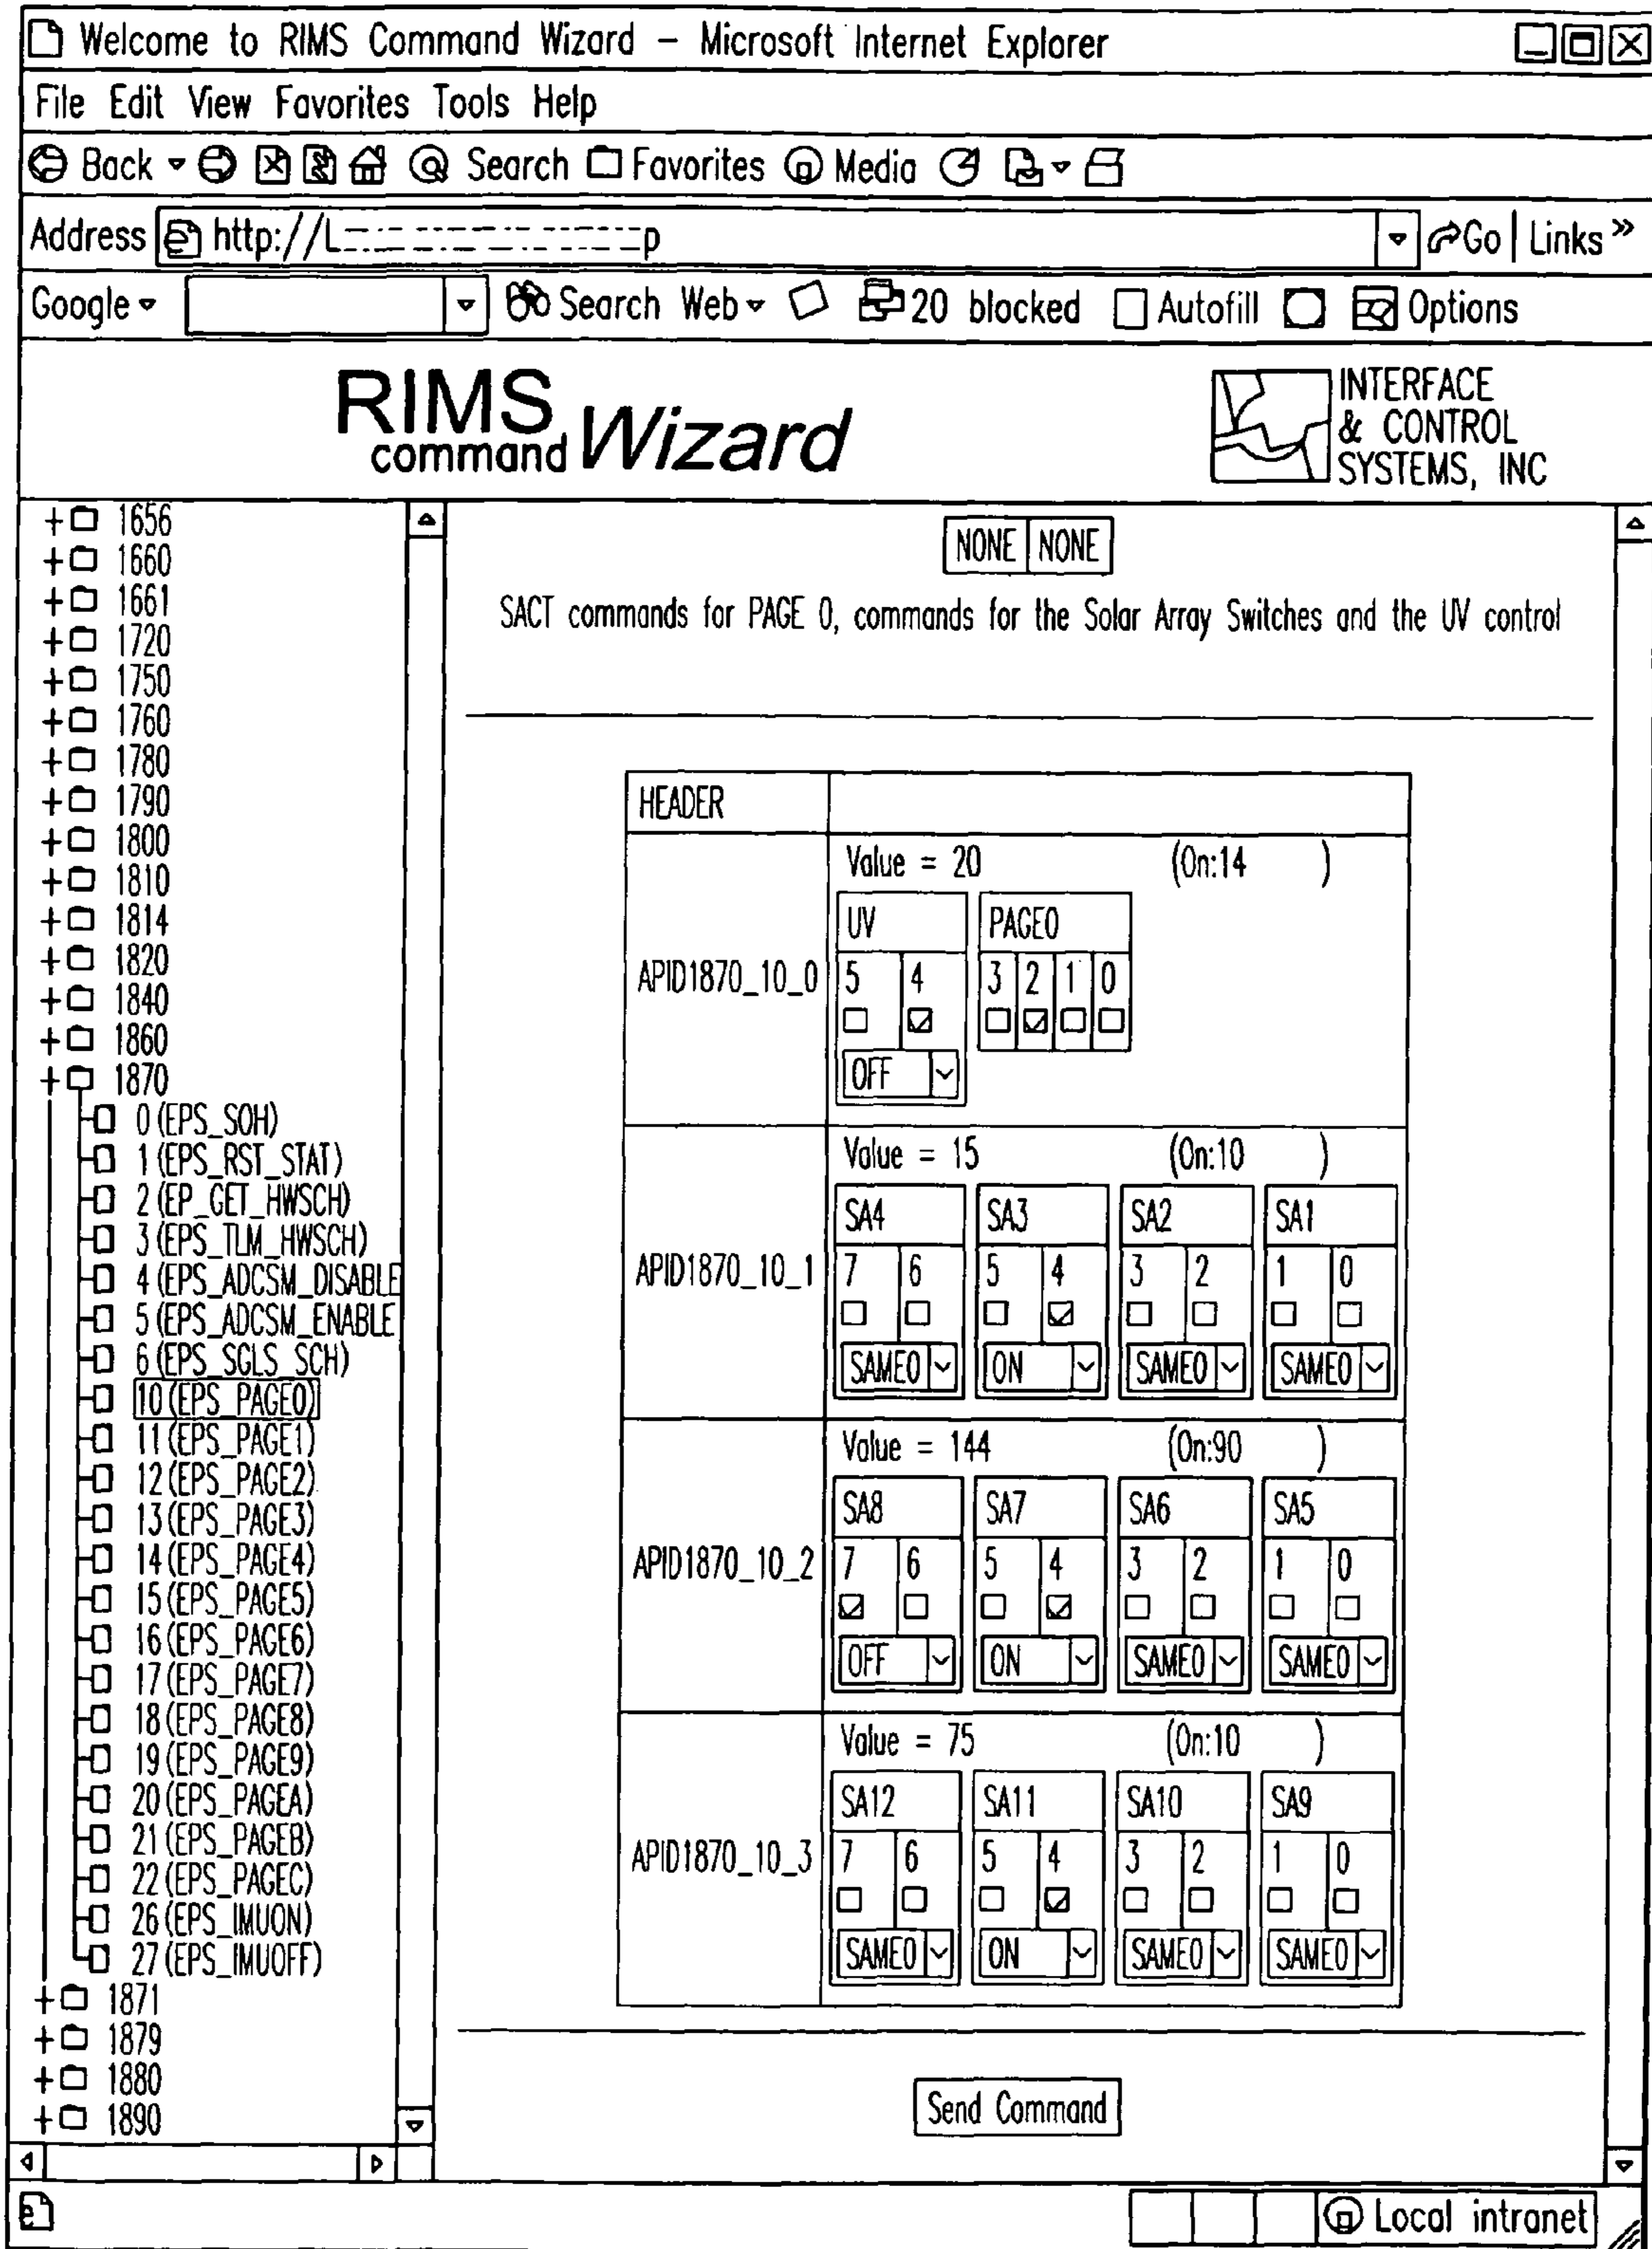 Welcome to RIMS Command Wizard – Microsoft Internet Explorer
File Edit View Favorites Tools Help
Back Search Favorites Media
Address http://L p Go Links »
Google Search Web 20 blocked Autofill Options
RIMS command Wizard
INTERFACE
& CONTROL
SYSTEMS, INC
+ 1656
+ 1660
+ 1661
+ 1720
+ 1750
+ 1760
+ 1780
+ 1790
+ 1800
+ 1810
+ 1814
+ 1820
+ 1840
+ 1860
+ 1870
0 (EPS_SOH)
1 (EPS_RST_STAT)
2 (EP_GET_HWSCH)
3 (EPS_TLM_HWSCH)
4 (EPS_ADCSM_DISABLE
5 (EPS_ADCSM_ENABLE
6 (EPS_SGLS_SCH)
10 (EPS_PAGE0)
11 (EPS_PAGE1)
12 (EPS_PAGE2)
13 (EPS_PAGE3)
14 (EPS_PAGE4)
15 (EPS_PAGE5)
16 (EPS_PAGE6)
17 (EPS_PAGE7)
18 (EPS_PAGE8)
19 (EPS_PAGE9)
20 (EPS_PAGEA)
21 (EPS_PAGEB)
22 (EPS_PAGEC)
26 (EPS_IMUON)
27 (EPS_IMUOFF)
+ 1871
+ 1879
+ 1880
+ 1890
NONE NONE
SACT commands for PAGE 0, commands for the Solar Array Switches and the UV control
HEADER
APID1870_10_0
Value = 20 (On:14 )
UV PAGE0
5 4 3 2 1 0
OFF
APID1870_10_1
Value = 15 (On:10 )
SA4 SA3 SA2 SA1
7 6 5 4 3 2 1 0
SAME0 ON SAME0 SAME0
APID1870_10_2
Value = 144 (On:90 )
SA8 SA7 SA6 SA5
7 6 5 4 3 2 1 0
OFF ON SAME0 SAME0
APID1870_10_3
Value = 75 (On:10 )
SA12 SA11 SA10 SA9
7 6 5 4 3 2 1 0
SAME0 ON SAME0 SAME0
Send Command
Local intranet